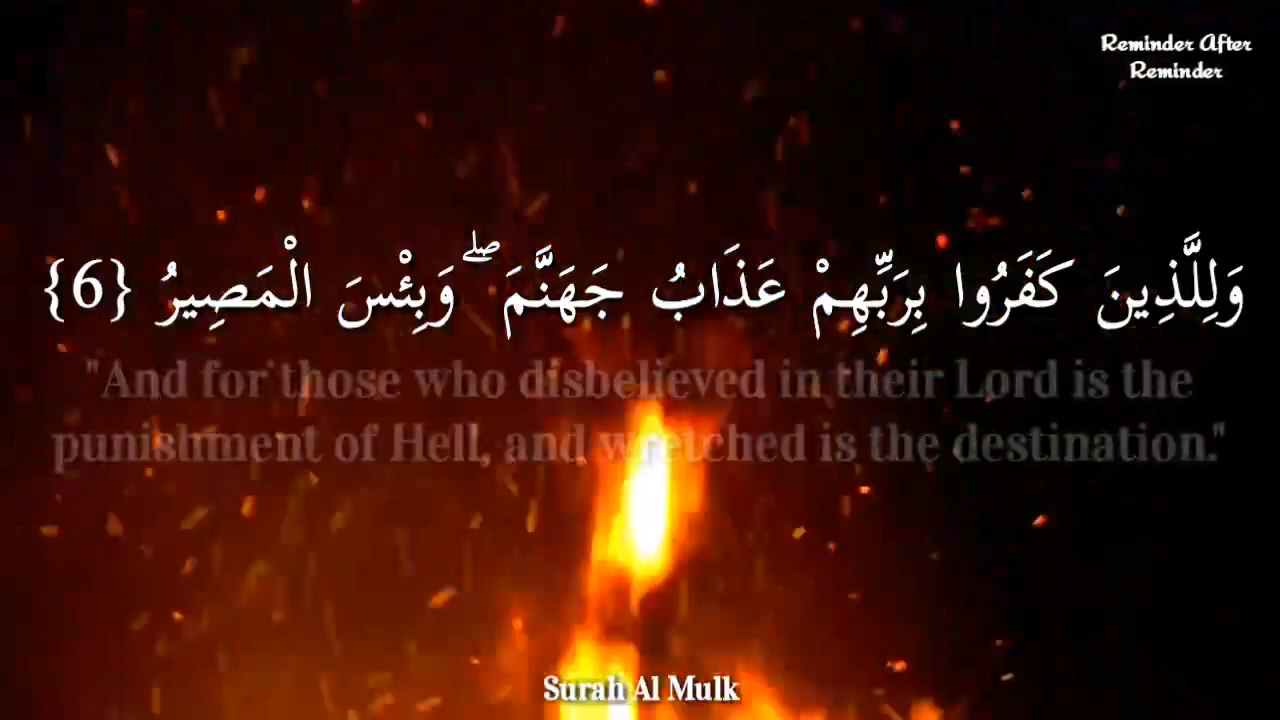 Reminder After
Reminder
وَلِلَّذِينَ كَفَرُوا بِرَبِّهِمْ عَذَابُ جَهَنَّمَ ۖ وَبِئْسَ الْمَصِيرُ {6}
"And for those who disbelieved in their Lord is the
punishment of Hell, and wretched is the destination."
Surah Al Mulk